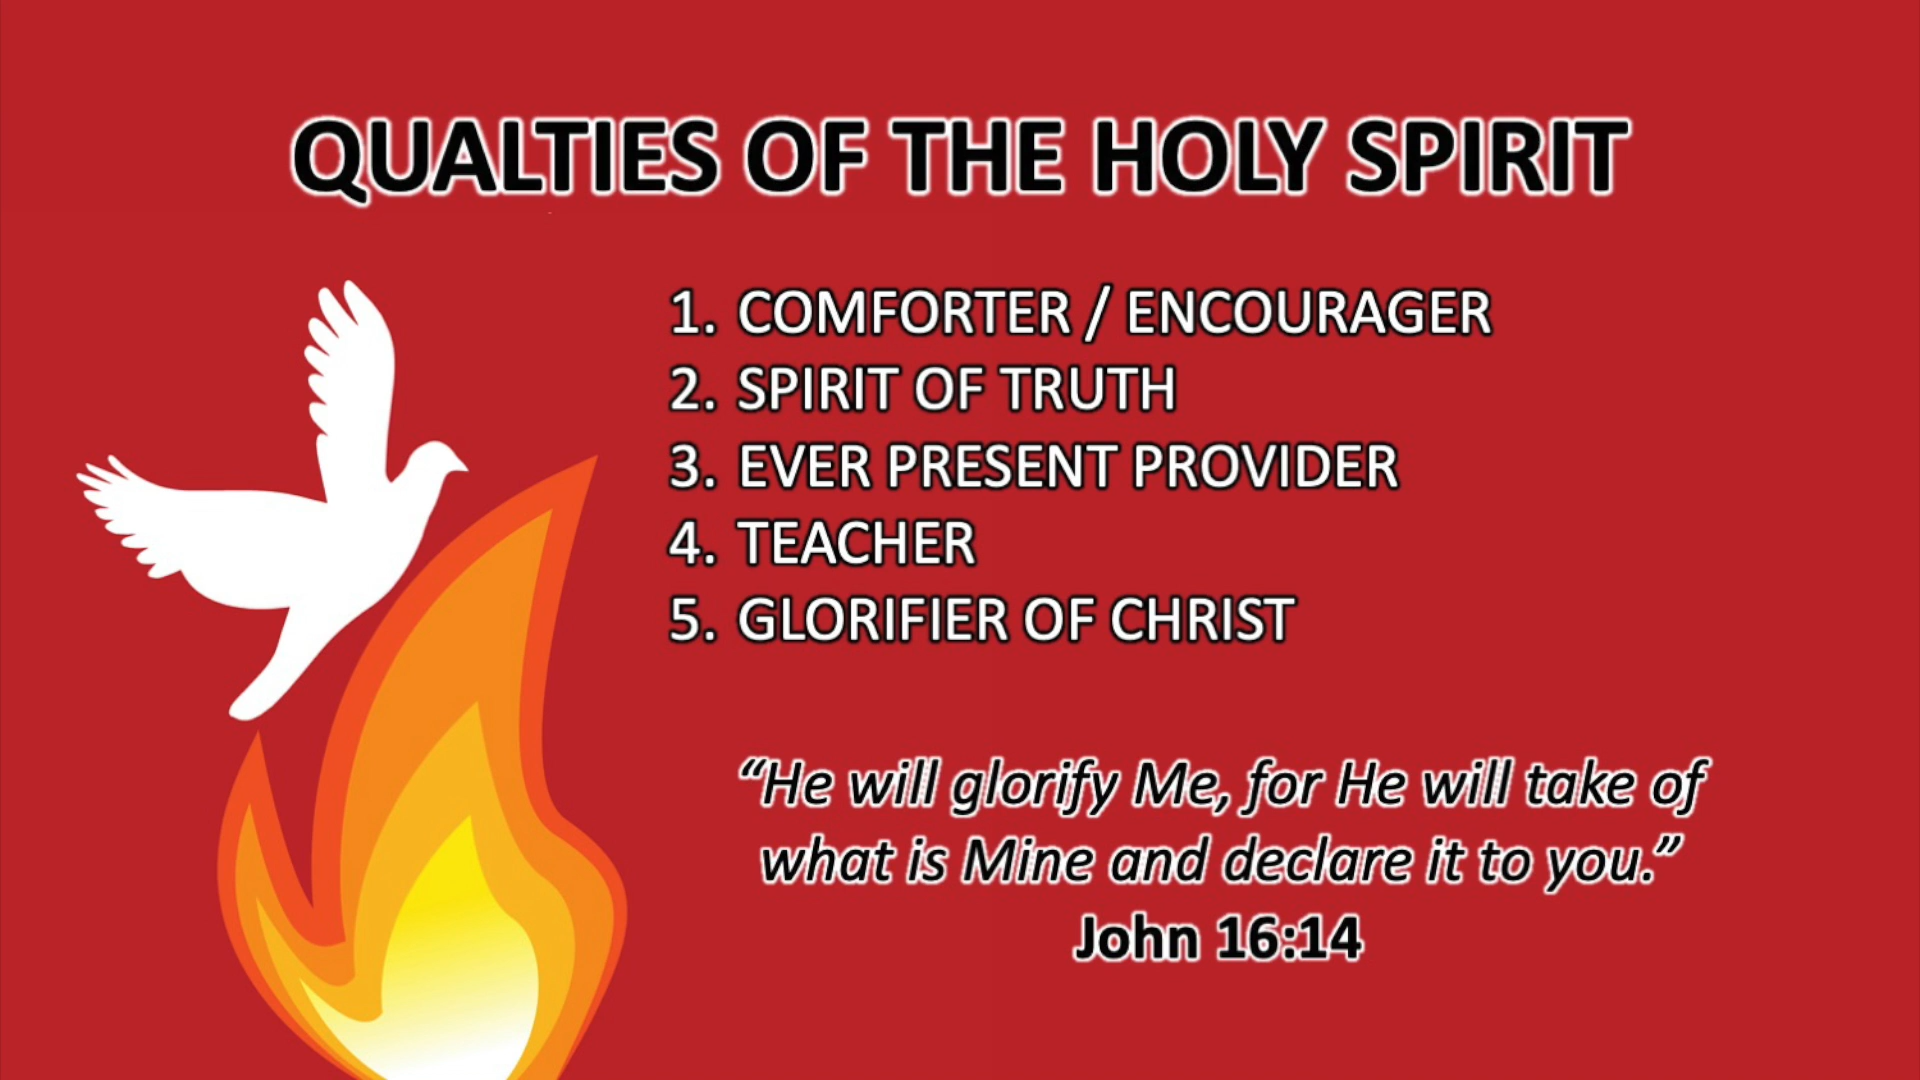 QUALTIES OF THE HOLY SPIRIT
1. COMFORTER / ENCOURAGER
2. SPIRIT OF TRUTH
3. EVER PRESENT PROVIDER
4. TEACHER
5. GLORIFIER OF CHRIST
“He will glorify Me, for He will take of
what is Mine and declare it to you.”
John 16:14